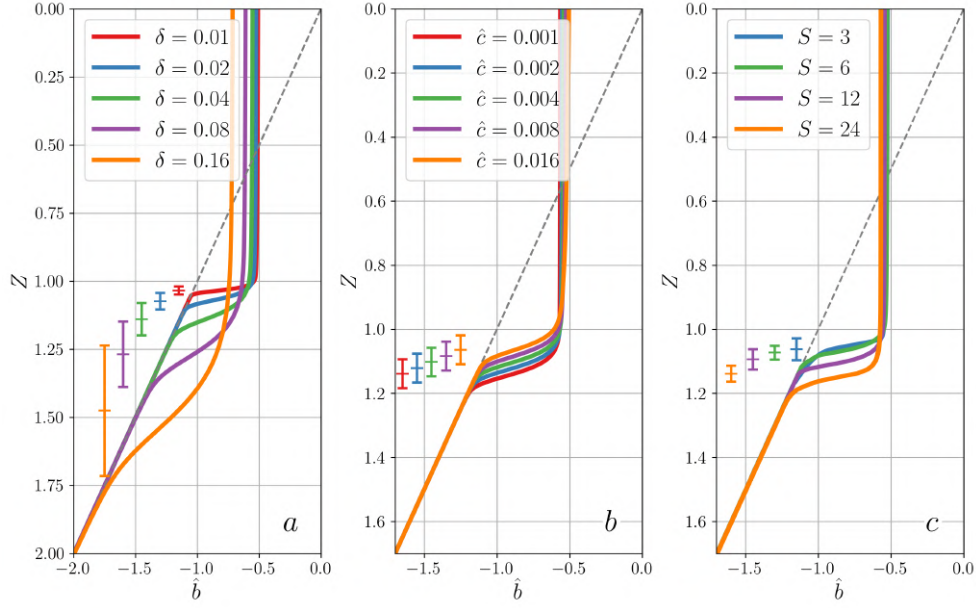 0.00
0.25
0.50
0.75
1.00
1.25
1.50
1.75
2.00
Z
δ = 0.01
δ = 0.02
δ = 0.04
δ = 0.08
δ = 0.16
a
−2.0 −1.5 −1.0 −0.5 0.0
b̂
0.0
0.2
0.4
0.6
0.8
1.0
1.2
1.4
1.6
Z
ĉ = 0.001
ĉ = 0.002
ĉ = 0.004
ĉ = 0.008
ĉ = 0.016
b
−1.5 −1.0 −0.5 0.0
b̂
0.0
0.2
0.4
0.6
0.8
1.0
1.2
1.4
1.6
Z
S = 3
S = 6
S = 12
S = 24
c
−1.5 −1.0 −0.5 0.0
b̂